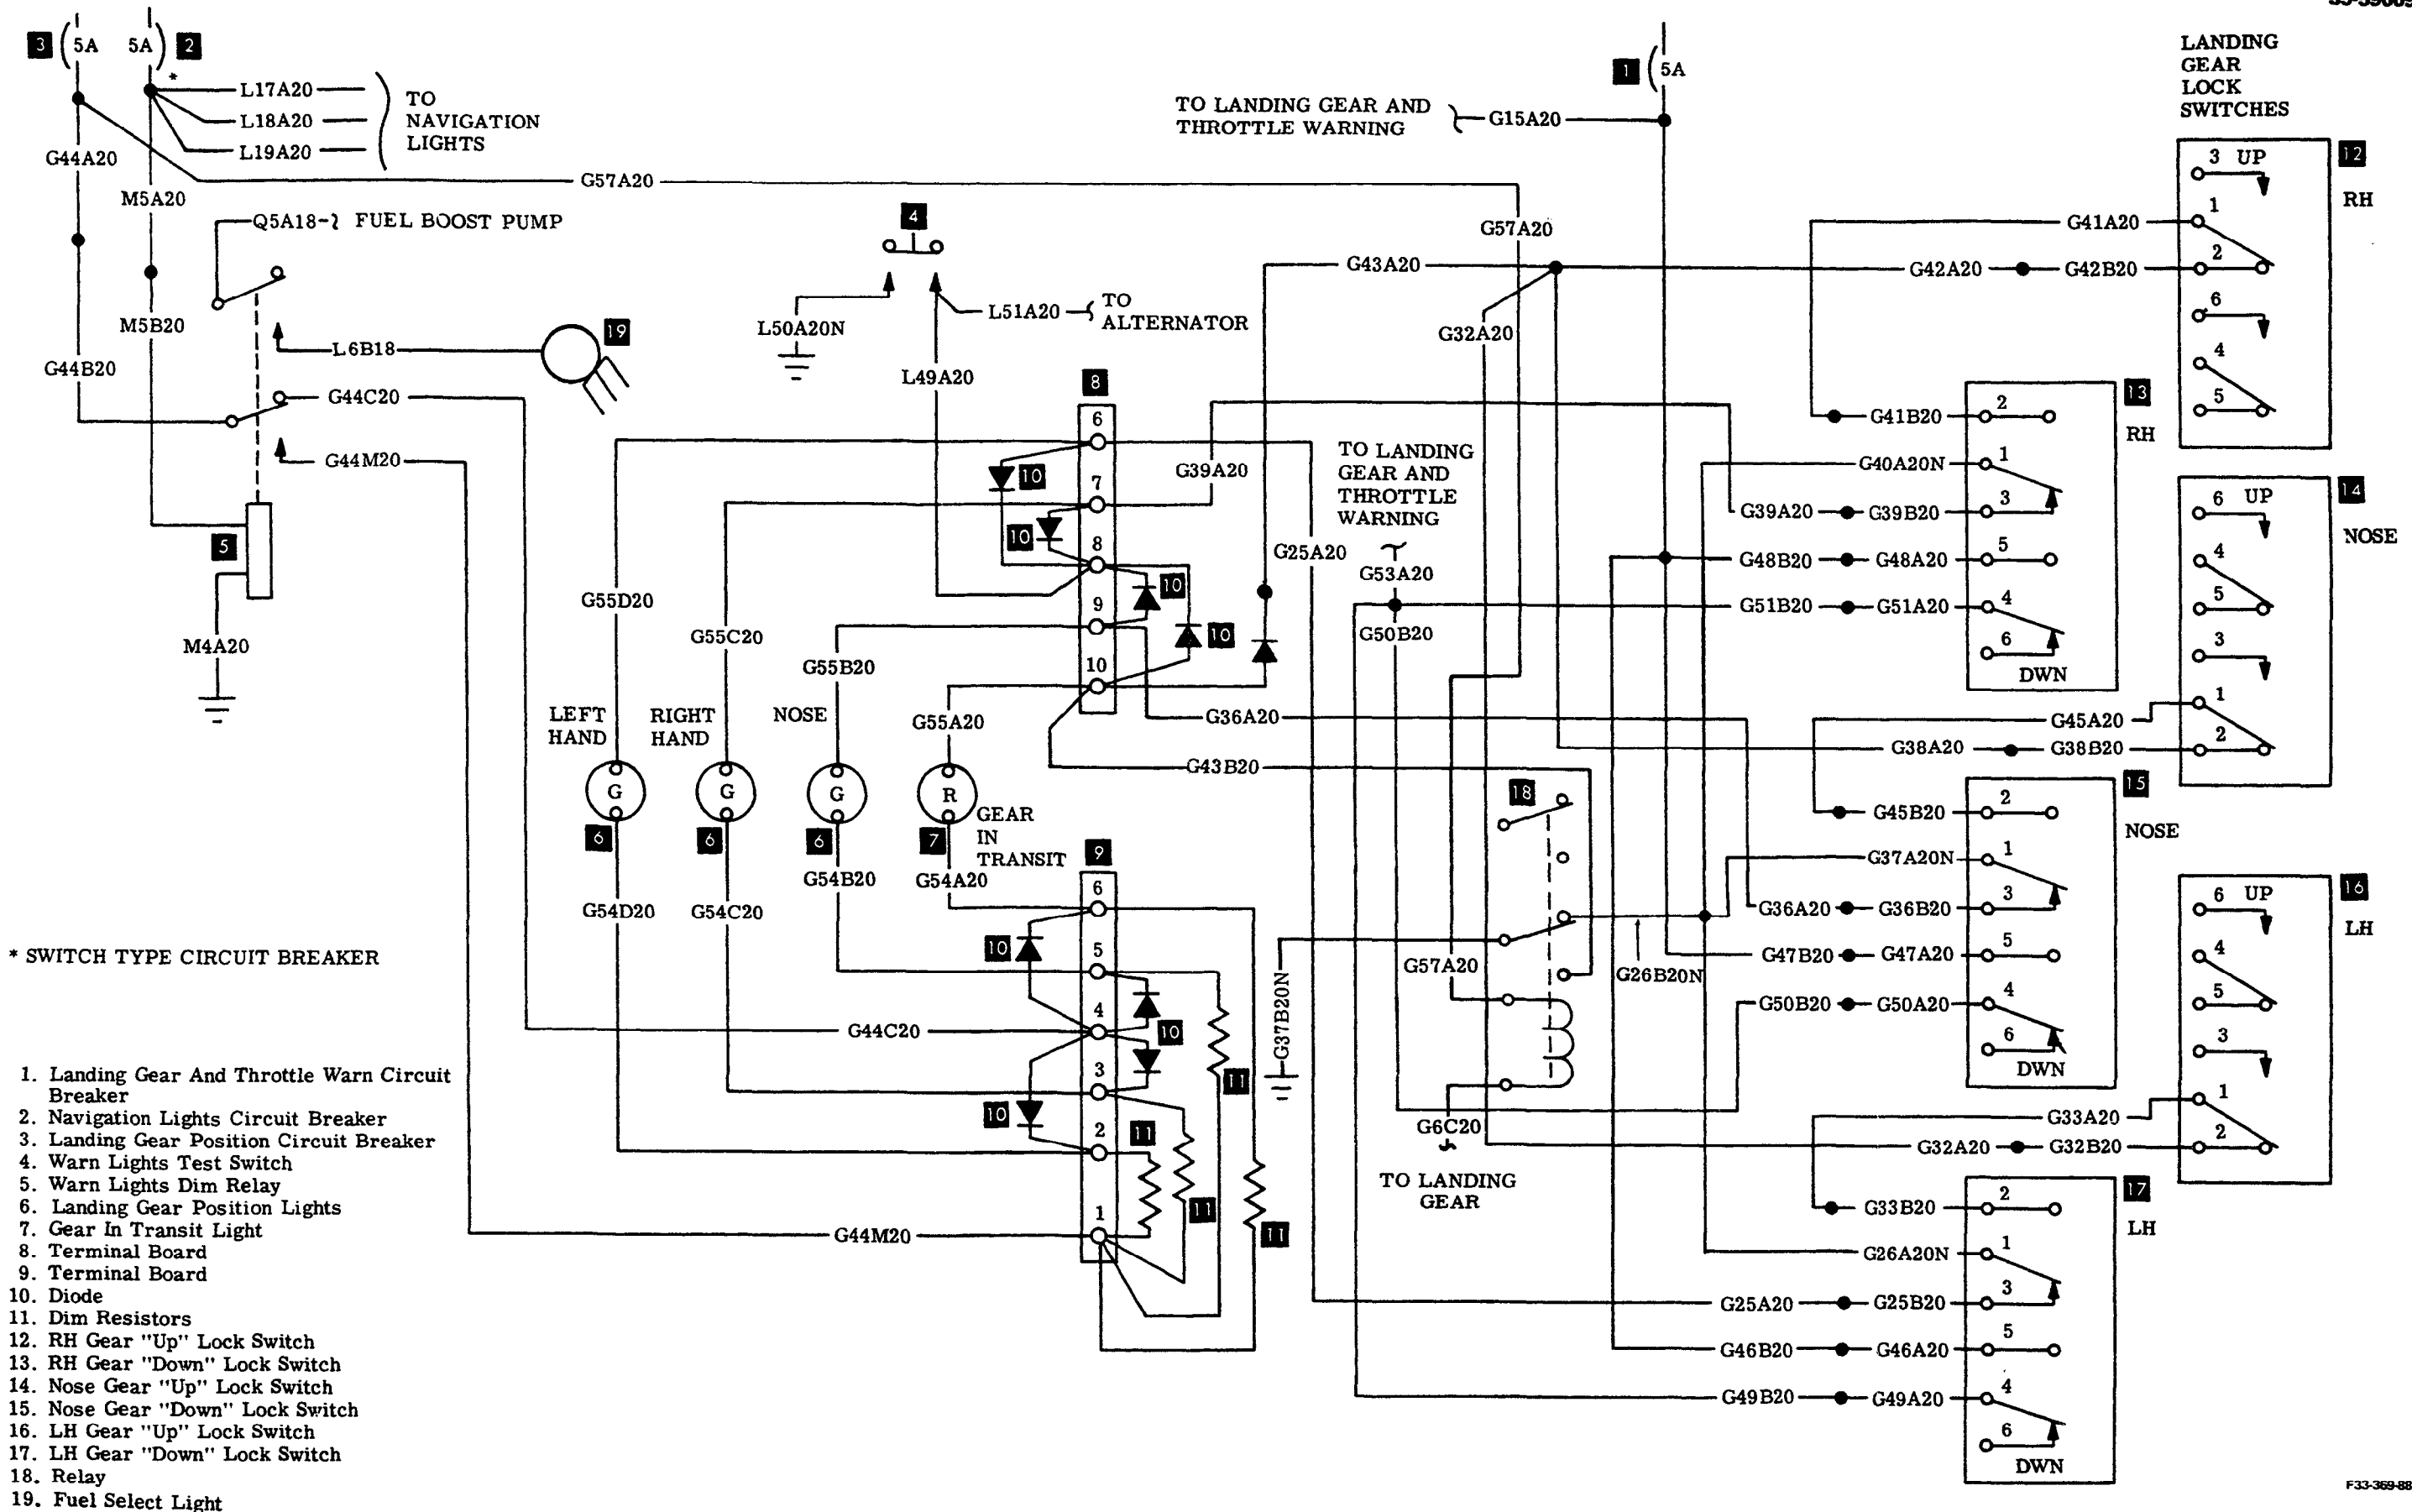 3
5A
5A
2
*
L17A20
L18A20
L19A20
TO
NAVIGATION
LIGHTS
G44A20
M5A20
G57A20
Q5A18
FUEL BOOST PUMP
4
M5B20
G44B20
L6B18
19
G44C20
G44M20
5
M4A20
L50A20N
L51A20
TO
ALTERNATOR
L49A20
TO LANDING GEAR AND
THROTTLE WARNING
G15A20
1
5A
G57A20
G43A20
G32A20
G42A20
G42B20
G41A20
LANDING
GEAR
LOCK
SWITCHES
3 UP
1
2
6
4
5
12
RH
8
6
7
8
9
10
10
10
10
10
G39A20
TO LANDING
GEAR AND
THROTTLE
WARNING
G53A20
G50B20
G25A20
G41B20
G40A20N
G39A20
G39B20
G48B20
G48A20
G51B20
G51A20
2
1
3
5
4
6
DWN
13
RH
6 UP
4
5
3
1
2
14
NOSE
G55D20
G55C20
G55B20
G55A20
G36A20
G43B20
LEFT
HAND
RIGHT
HAND
NOSE
G
G
G
R
6
6
6
7
GEAR
IN
TRANSIT
G54D20
G54C20
G54B20
G54A20
G45A20
G38A20
G38B20
18
G45B20
G37A20N
G36A20
G36B20
G47B20
G47A20
G50B20
G50A20
2
1
3
5
4
6
DWN
15
NOSE
G57A20
G26B20N
G37B20N
G6C20
TO LANDING
GEAR
6 UP
4
5
3
1
2
16
LH
9
6
5
4
3
2
1
10
10
10
11
11
11
11
G44C20
G44M20
G33A20
G32A20
G32B20
G33B20
G26A20N
G25A20
G25B20
G46B20
G46A20
G49B20
G49A20
2
1
3
5
4
6
DWN
17
LH
* SWITCH TYPE CIRCUIT BREAKER
1. Landing Gear And Throttle Warn Circuit
Breaker
2. Navigation Lights Circuit Breaker
3. Landing Gear Position Circuit Breaker
4. Warn Lights Test Switch
5. Warn Lights Dim Relay
6. Landing Gear Position Lights
7. Gear In Transit Light
8. Terminal Board
9. Terminal Board
10. Diode
11. Dim Resistors
12. RH Gear "Up" Lock Switch
13. RH Gear "Down" Lock Switch
14. Nose Gear "Up" Lock Switch
15. Nose Gear "Down" Lock Switch
16. LH Gear "Up" Lock Switch
17. LH Gear "Down" Lock Switch
18. Relay
19. Fuel Select Light
F33-369-88